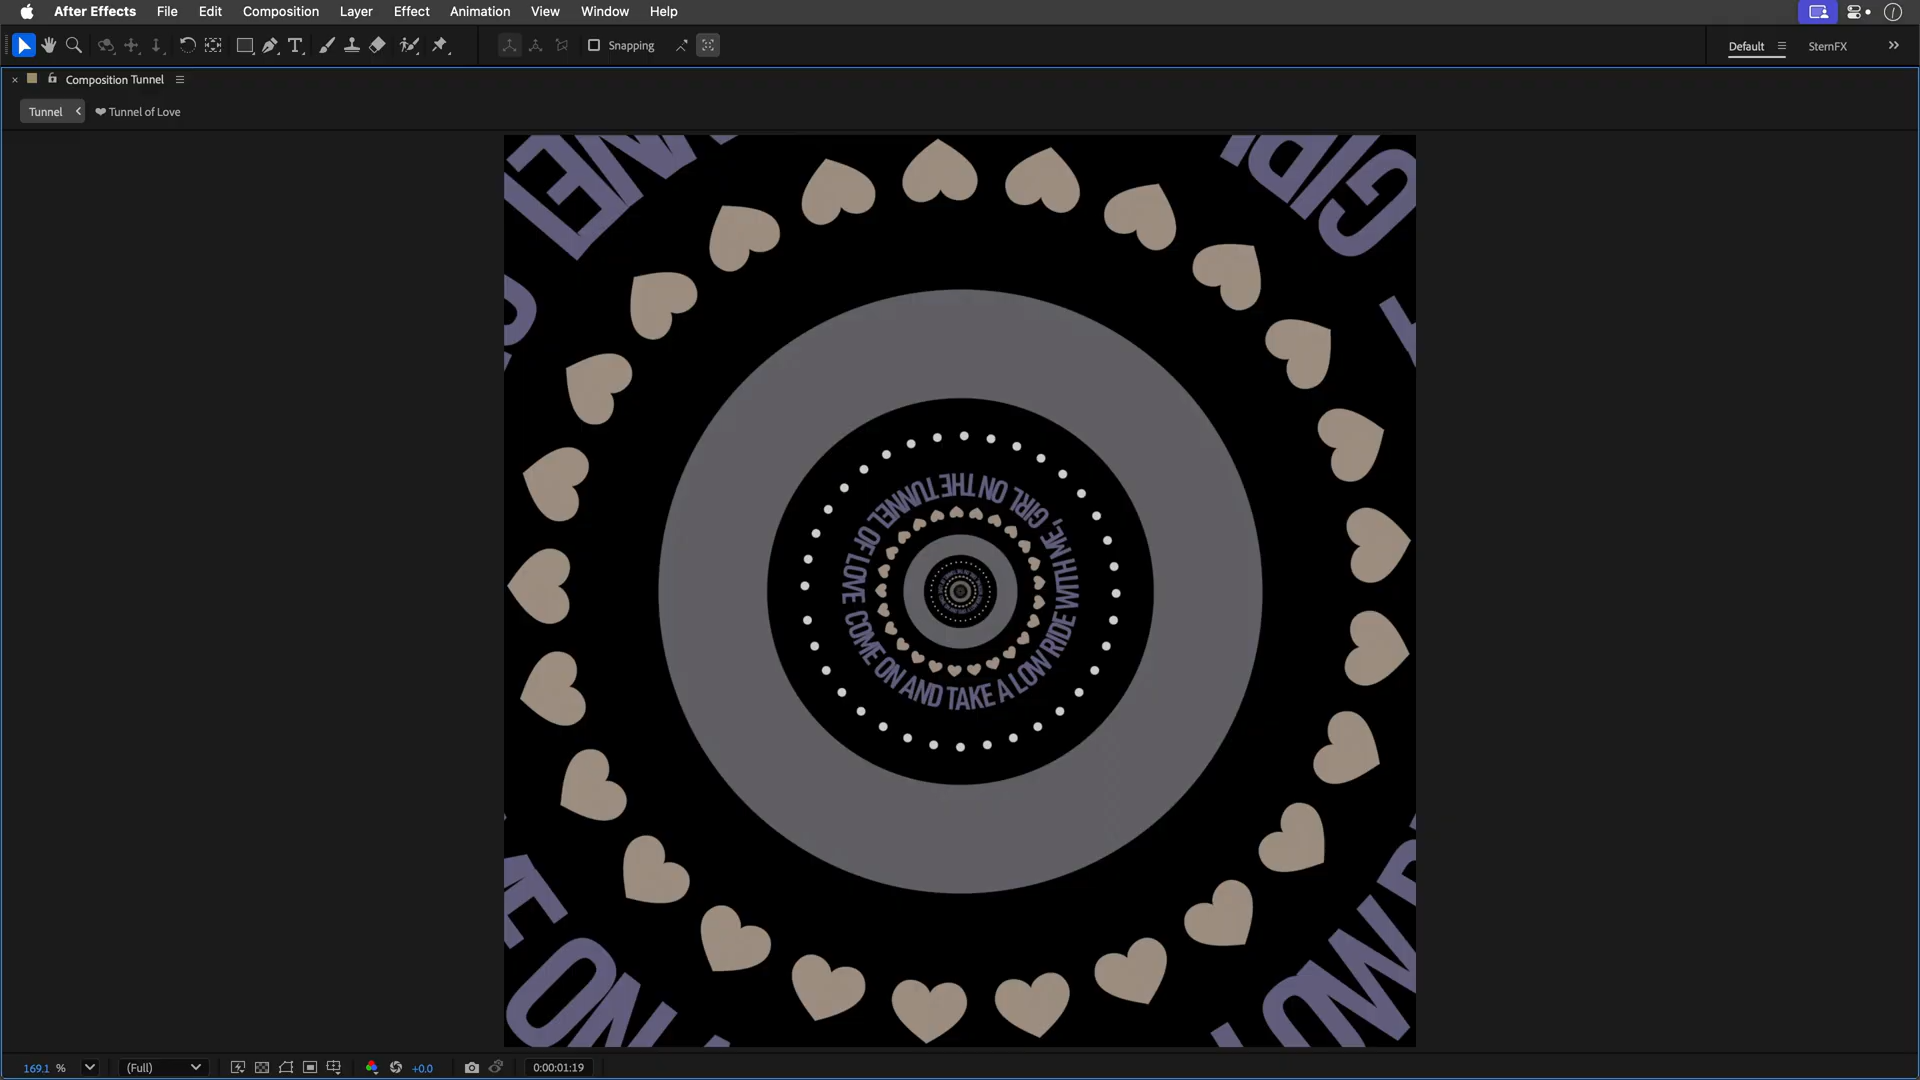 After Effects File Edit Composition Layer Effect Animation View Window Help
Snapping Default SternFX
Composition Tunnel
Tunnel Tunnel of Love
COME ON AND TAKE A LOW RIDE WITH ME, GIRL ON THE TUNNEL OF LOVE
169.1 % (Full) +0.0 0:00:01:19